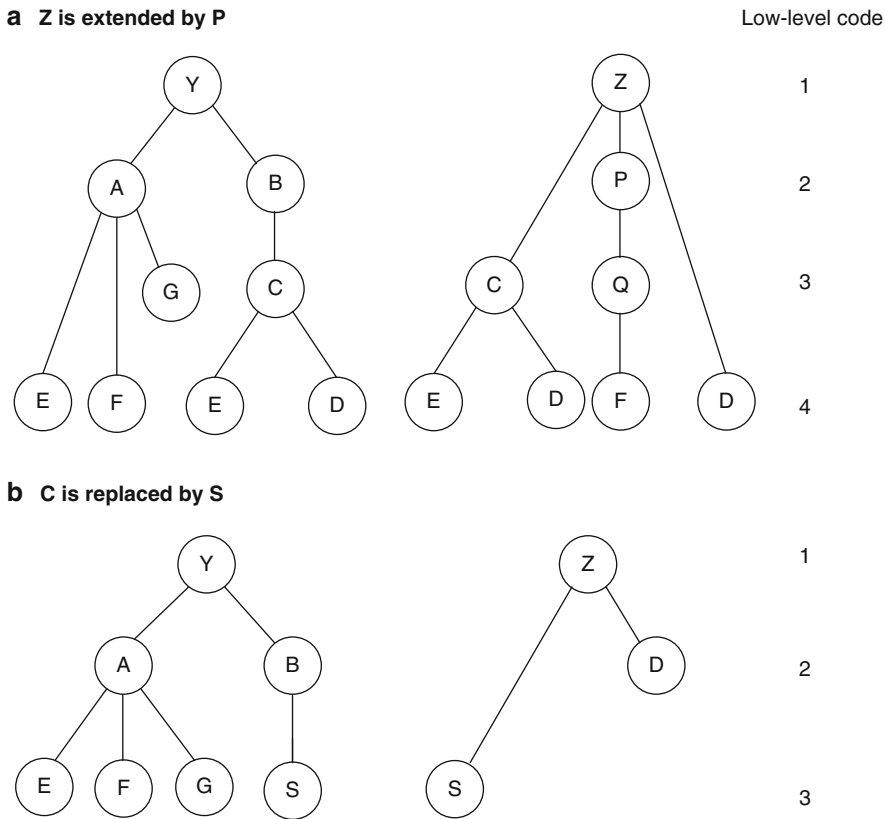 a Z is extended by P Low-level code
Y Z 1
A B P 2
G C C Q 3
E F E D E D F D 4
b C is replaced by S
Y Z 1
A B D 2
E F G S S 3